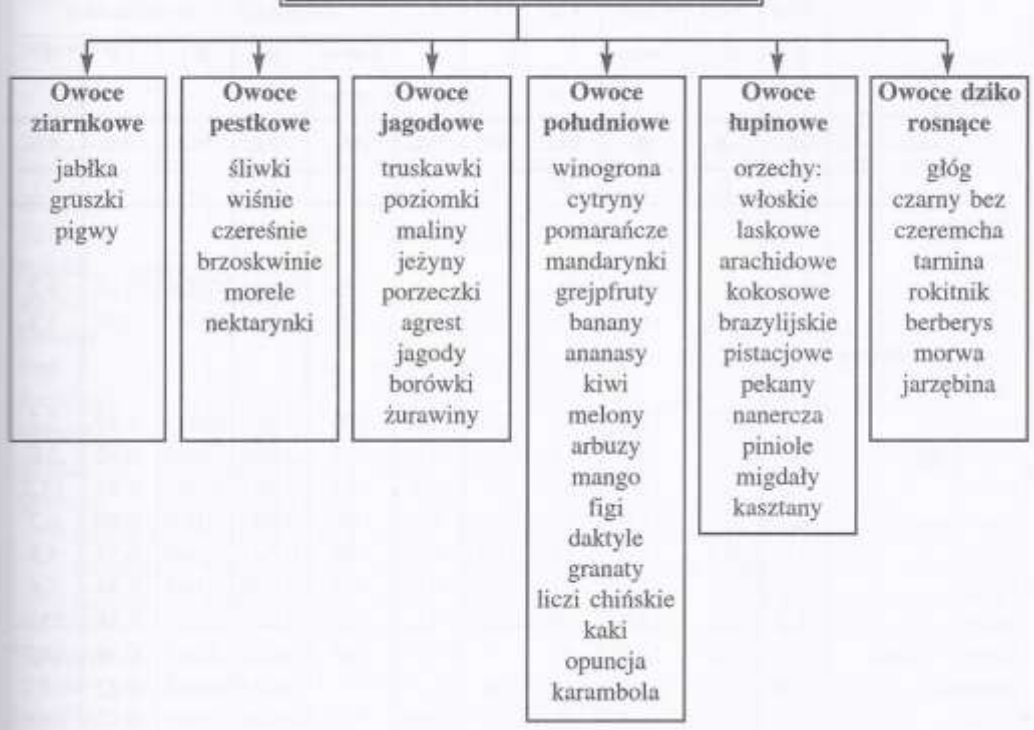 Owoce
ziarnkowe
jabłka
gruszki
pigwy
Owoce
pestkowe
śliwki
wiśnie
czereśnie
brzoskwinie
morele
nektarynki
Owoce
jagodowe
truskawki
poziomki
maliny
jeżyny
porzeczki
agrest
jagody
borówki
żurawiny
Owoce
południowe
winogrona
cytryny
pomarańcze
mandarynki
grejpfruty
banany
ananasy
kiwi
melony
arbuzy
mango
figi
daktyle
granaty
liczi chińskie
kaki
opuncja
karambola
Owoce
łupinowe
orzechy:
włoskie
laskowe
arachidowe
kokosowe
brazylijskie
pistacjowe
pekany
nanercza
piniole
migdały
kasztany
Owoce dziko
rosnące
głóg
czarny bez
czeremcha
tarnina
rokitnik
berberys
morwa
jarzębina